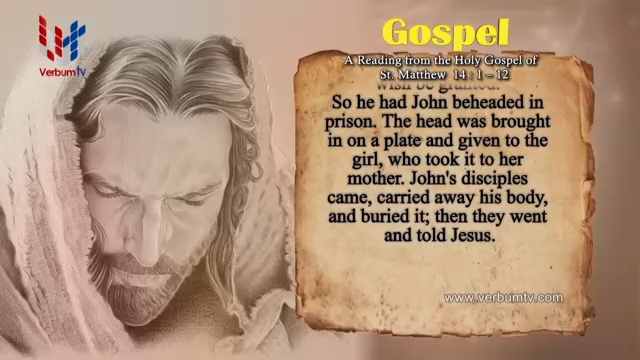 VerbumTV
Gospel
A Reading from the Holy Gospel of
St. Matthew 14 : 1 – 12
wish be granted.
So he had John beheaded in
prison. The head was brought
in on a plate and given to the
girl, who took it to her
mother. John's disciples
came, carried away his body,
and buried it; then they went
and told Jesus.
www.verbumtv.com